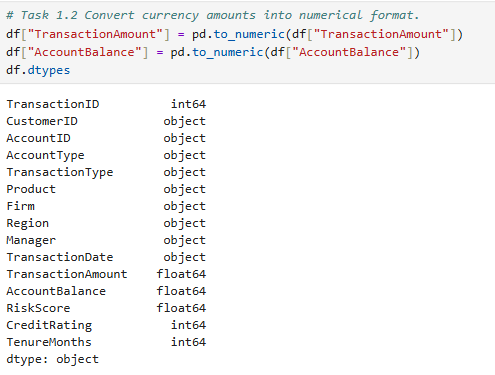 # Task 1.2 Convert currency amounts into numerical format.
df["TransactionAmount"] = pd.to_numeric(df["TransactionAmount"])
df["AccountBalance"] = pd.to_numeric(df["AccountBalance"])
df.dtypes
TransactionID int64
CustomerID object
AccountID object
AccountType object
TransactionType object
Product object
Firm object
Region object
Manager object
TransactionDate object
TransactionAmount float64
AccountBalance float64
RiskScore float64
CreditRating int64
TenureMonths int64
dtype: object